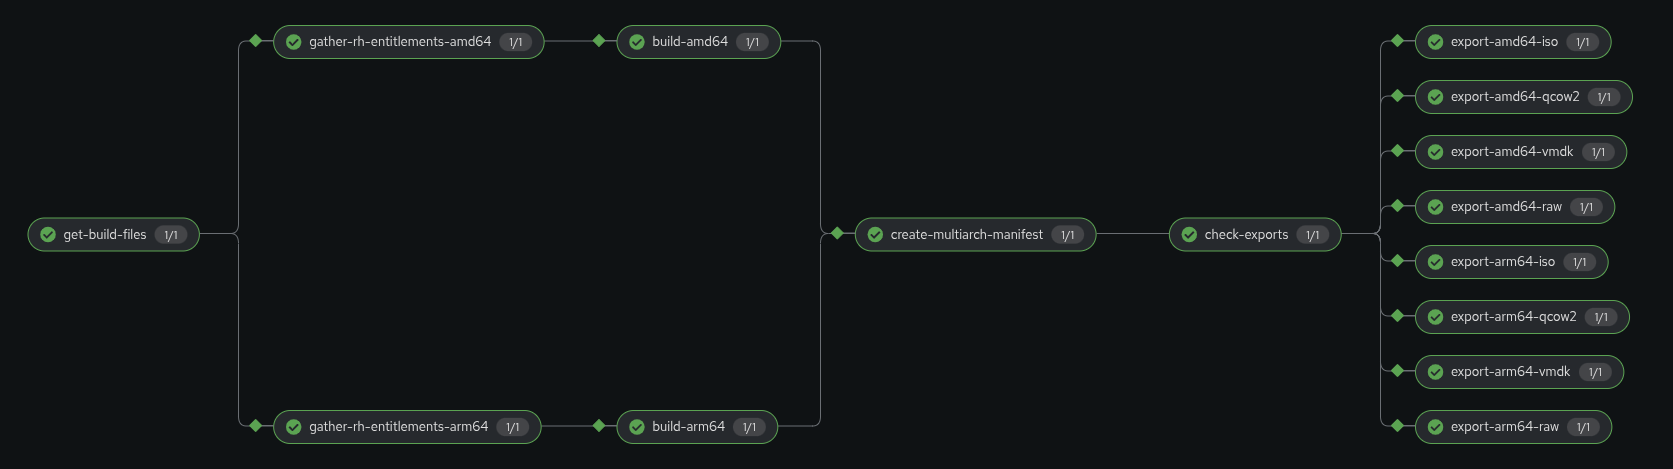 get-build-files 1/1
gather-rh-entitlements-amd64 1/1
build-amd64 1/1
gather-rh-entitlements-arm64 1/1
build-arm64 1/1
create-multiarch-manifest 1/1
check-exports 1/1
export-amd64-iso 1/1
export-amd64-qcow2 1/1
export-amd64-vmdk 1/1
export-amd64-raw 1/1
export-arm64-iso 1/1
export-arm64-qcow2 1/1
export-arm64-vmdk 1/1
export-arm64-raw 1/1